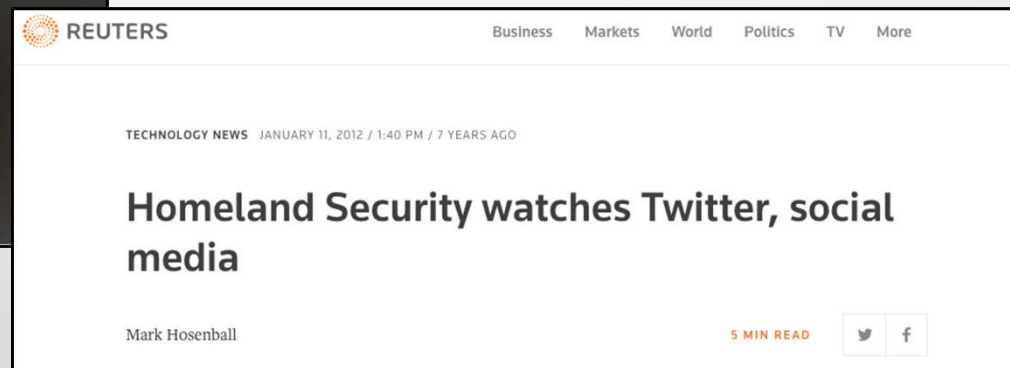 REUTERS Business Markets World Politics TV More
TECHNOLOGY NEWS JANUARY 11, 2012 / 1:40 PM / 7 YEARS AGO
Homeland Security watches Twitter, social
media
Mark Hosenball 5 MIN READ